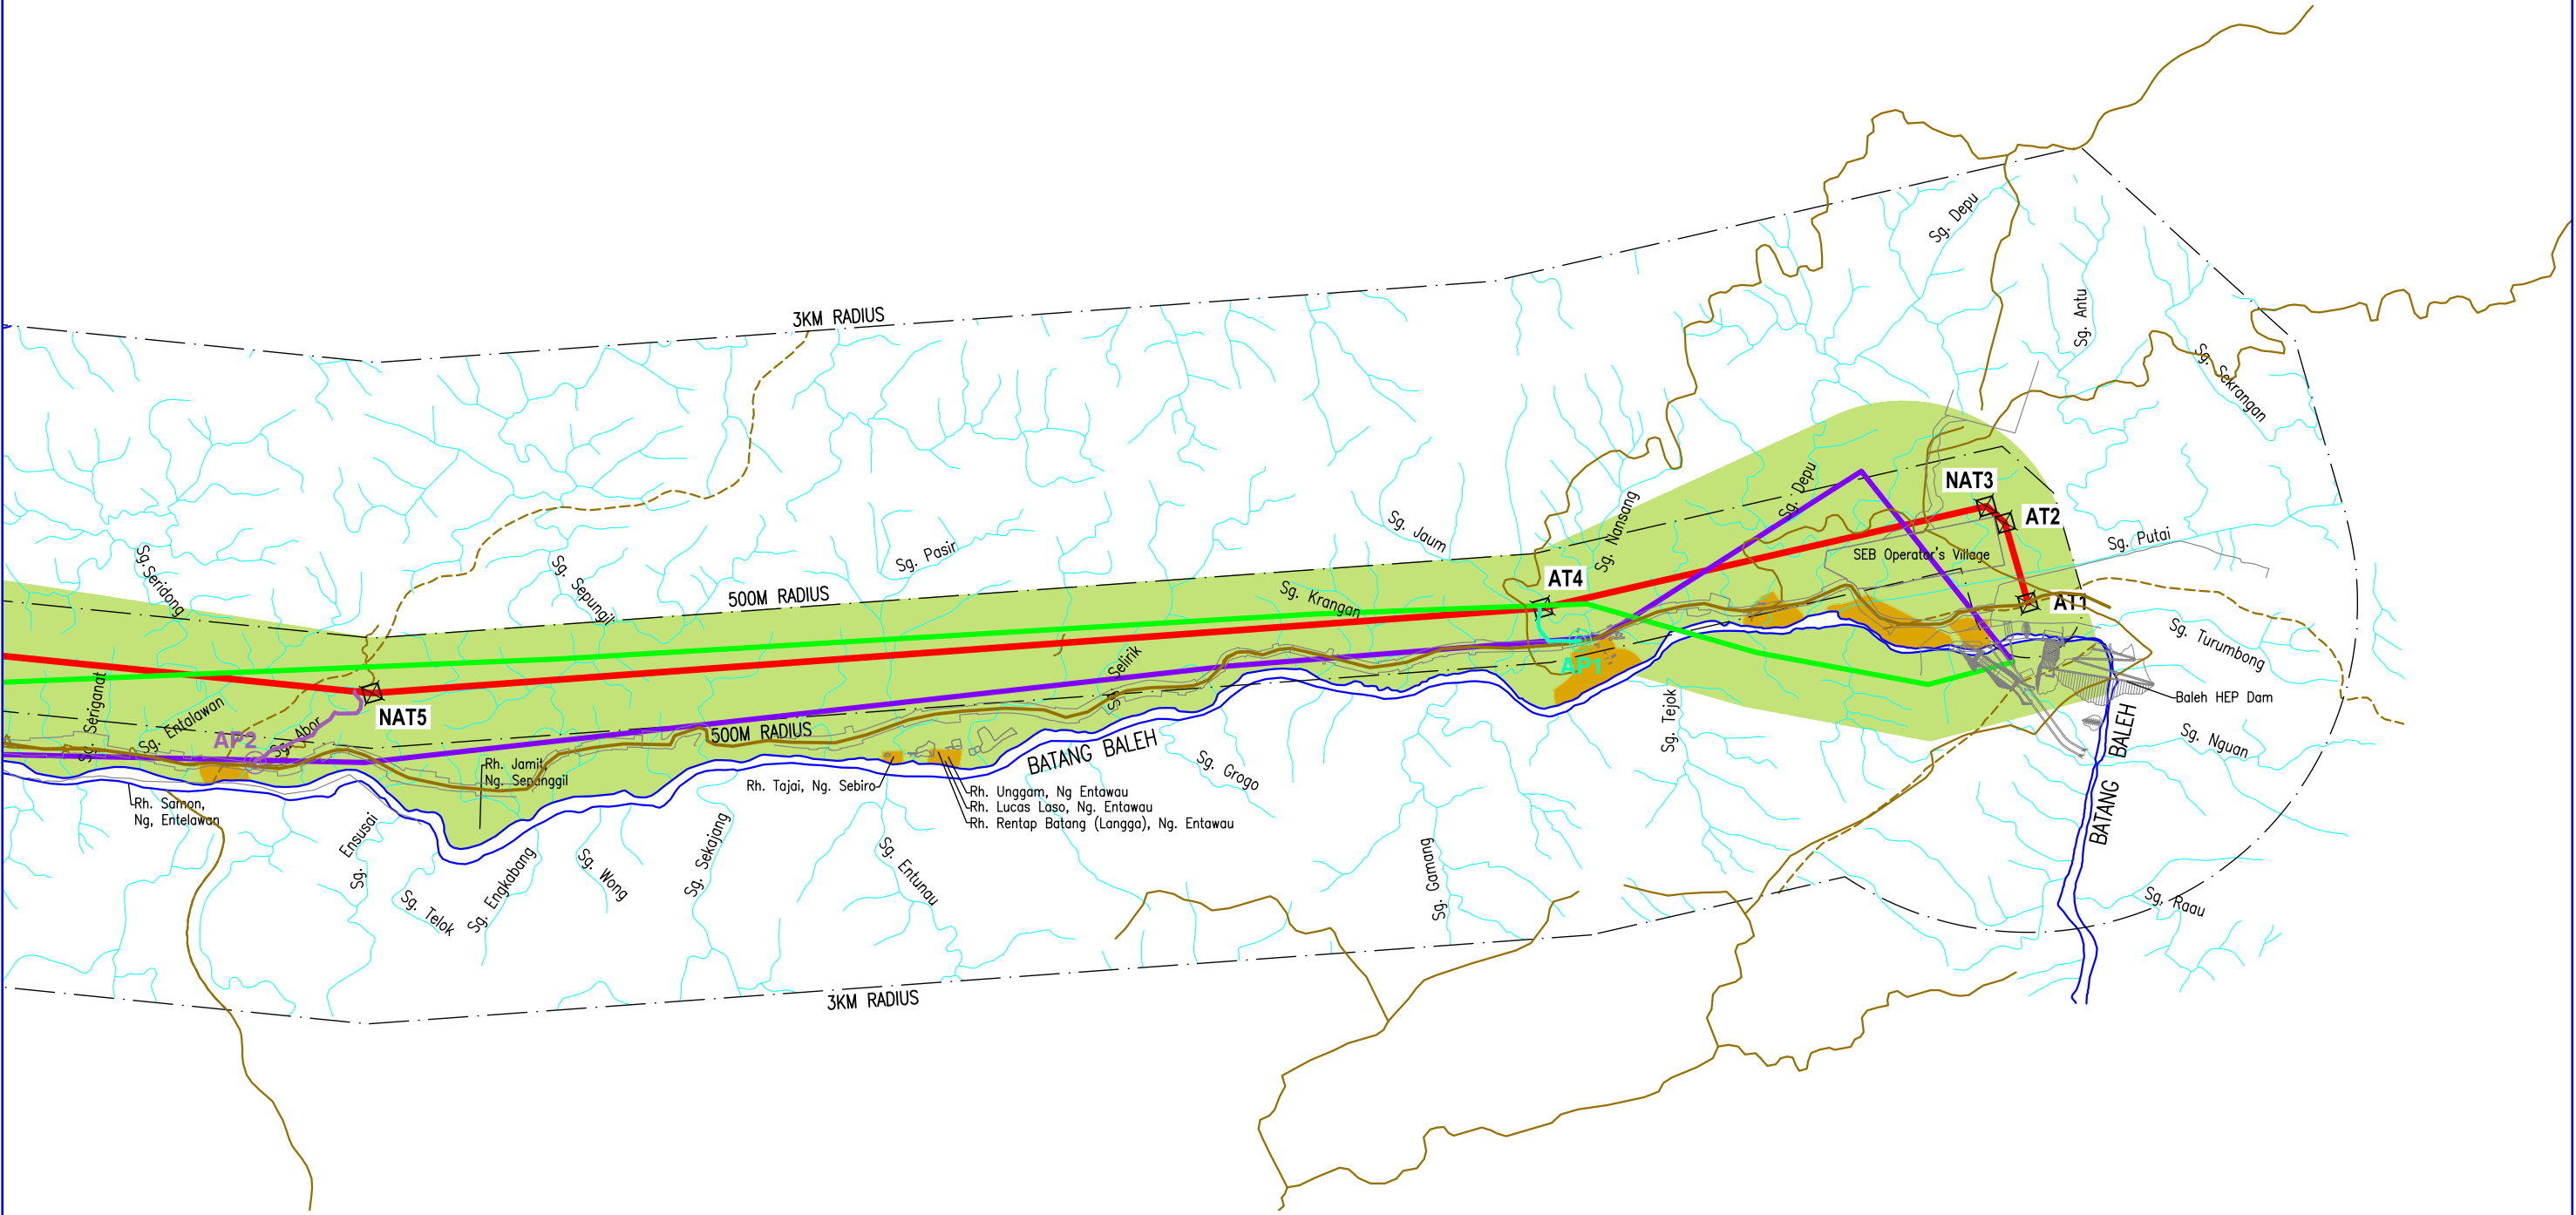 Sg. Depu
Sg. Antu
3KM RADIUS
Sg. Sekrangan
NAT3
AT2
Sg. Depu
Sg. Nansang
Sg. Jaum
Sg. Putai
SEB Operator's Village
Sg. Pasir
Sg.Seridong
Sg. Sepungil
AT4
500M RADIUS
Sg. Krangan
AT1
Sg. Turumbong
AP1
Sg. Selirik
Sg. Seriganat
Sg. Entalawan
Sg. Abor
NAT5
AP2
500M RADIUS
Sg. Tejok
Baleh HEP Dam
BATANG BALEH
Sg. Nguan
BATANG BALEH
Sg. Grogo
Rh. Jamit,
Ng. Sepunggil
Rh. Tajai, Ng. Sebiro
Rh. Unggam, Ng Entawau
Rh. Lucas Laso, Ng. Entawau
Rh. Rentap Batang (Langga), Ng. Entawau
Rh. Samon,
Ng, Entelawan
Sg. Ensusai
Sg. Telok
Sg. Engkabang
Sg. Wong
Sg. Sekajang
Sg. Entunau
Sg. Gamang
Sg. Raau
3KM RADIUS